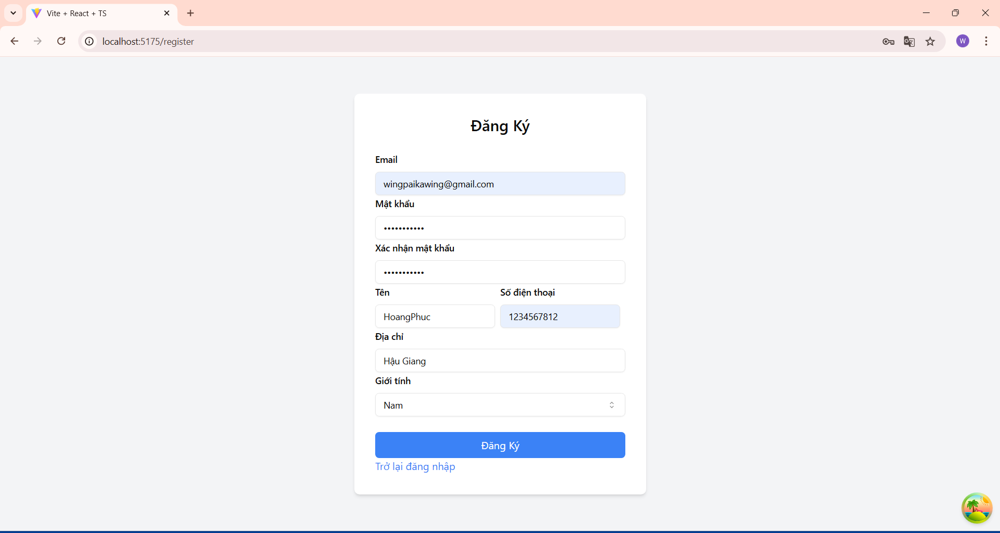 Vite + React + TS
localhost:5175/register
W
Đăng Ký
Email
wingpaikawing@gmail.com
Mật khẩu
•••••••••••
Xác nhận mật khẩu
•••••••••••
Tên Số điện thoại
HoangPhuc 1234567812
Địa chỉ
Hậu Giang
Giới tính
Nam
Đăng Ký
Trở lại đăng nhập